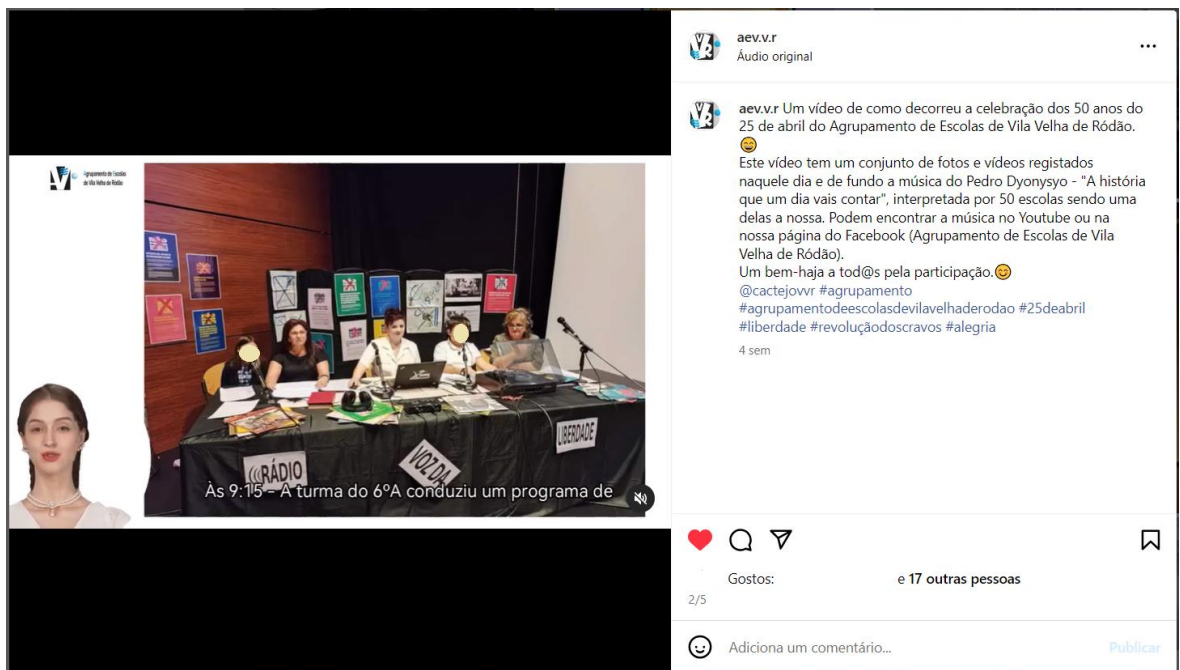 Agrupamento de Escolas
de Vila Velha de Ródão
((RÁDIO
VOZ DA
LIBERDADE
Às 9:15 - A turma do 6ºA conduziu um programa de
aev.v.r
Áudio original
aev.v.r Um vídeo de como decorreu a celebração dos 50 anos do
25 de abril do Agrupamento de Escolas de Vila Velha de Ródão.
😄
Este vídeo tem um conjunto de fotos e vídeos registados
naquele dia e de fundo a música do Pedro Dyonysyo - "A história
que um dia vais contar", interpretada por 50 escolas sendo uma
delas a nossa. Podem encontrar a música no Youtube ou na
nossa página do Facebook (Agrupamento de Escolas de Vila
Velha de Ródão).
Um bem-haja a tod@s pela participação.😊
@cactejovvr #agrupamento
#agrupamentodeescolasdevilavelhaderodao #25deabril
#liberdade #revoluçãodoscravos #alegria
4 sem
Gostos: e 17 outras pessoas
2/5
Adiciona um comentário...
Publicar